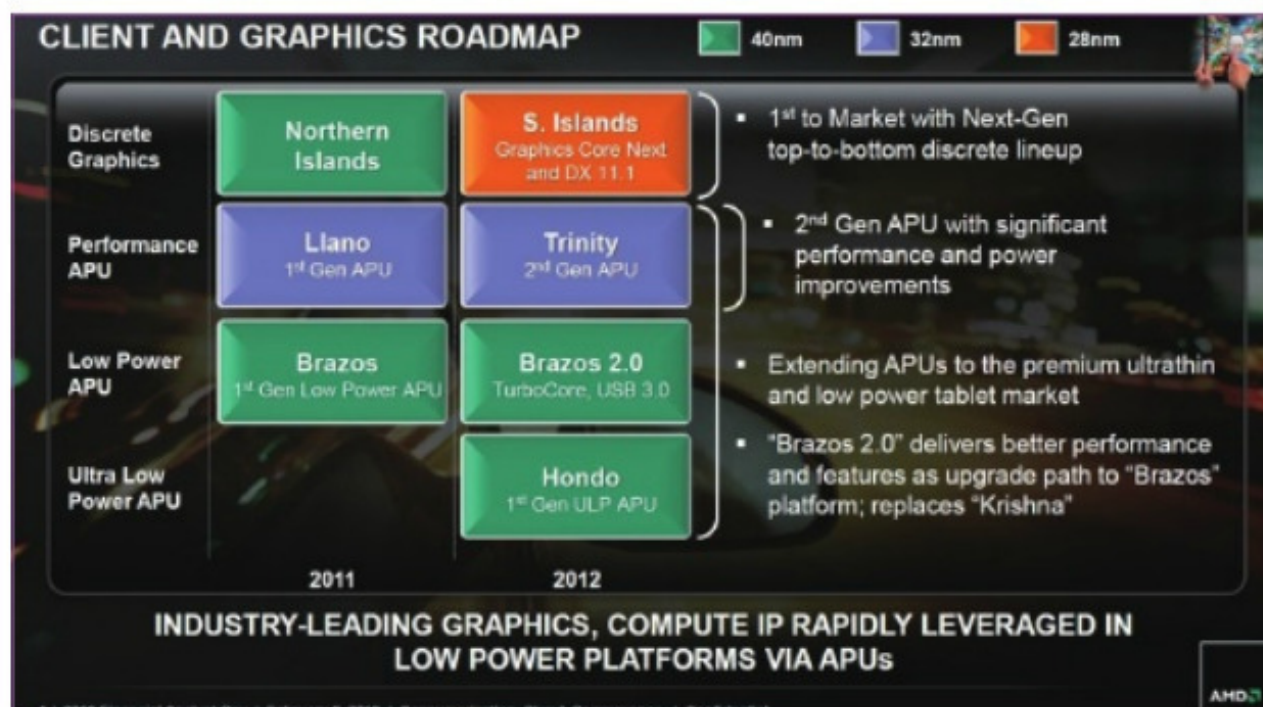 CLIENT AND GRAPHICS ROADMAP
40nm
32nm
28nm
Discrete
Graphics
Northern
Islands
S. Islands
Graphics Core Next
and DX 11.1
1st to Market with Next-Gen
top-to-bottom discrete lineup
Performance
APU
Llano
1st Gen APU
Trinity
2nd Gen APU
2nd Gen APU with significant
performance and power
improvements
Low Power
APU
Brazos
1st Gen Low Power APU
Brazos 2.0
TurboCore, USB 3.0
Extending APUs to the premium ultrathin
and low power tablet market
Ultra Low
Power APU
Hondo
1st Gen ULP APU
"Brazos 2.0" delivers better performance
and features as upgrade path to "Brazos"
platform; replaces "Krishna"
2011
2012
INDUSTRY-LEADING GRAPHICS, COMPUTE IP RAPIDLY LEVERAGED IN
LOW POWER PLATFORMS VIA APUs
AMD